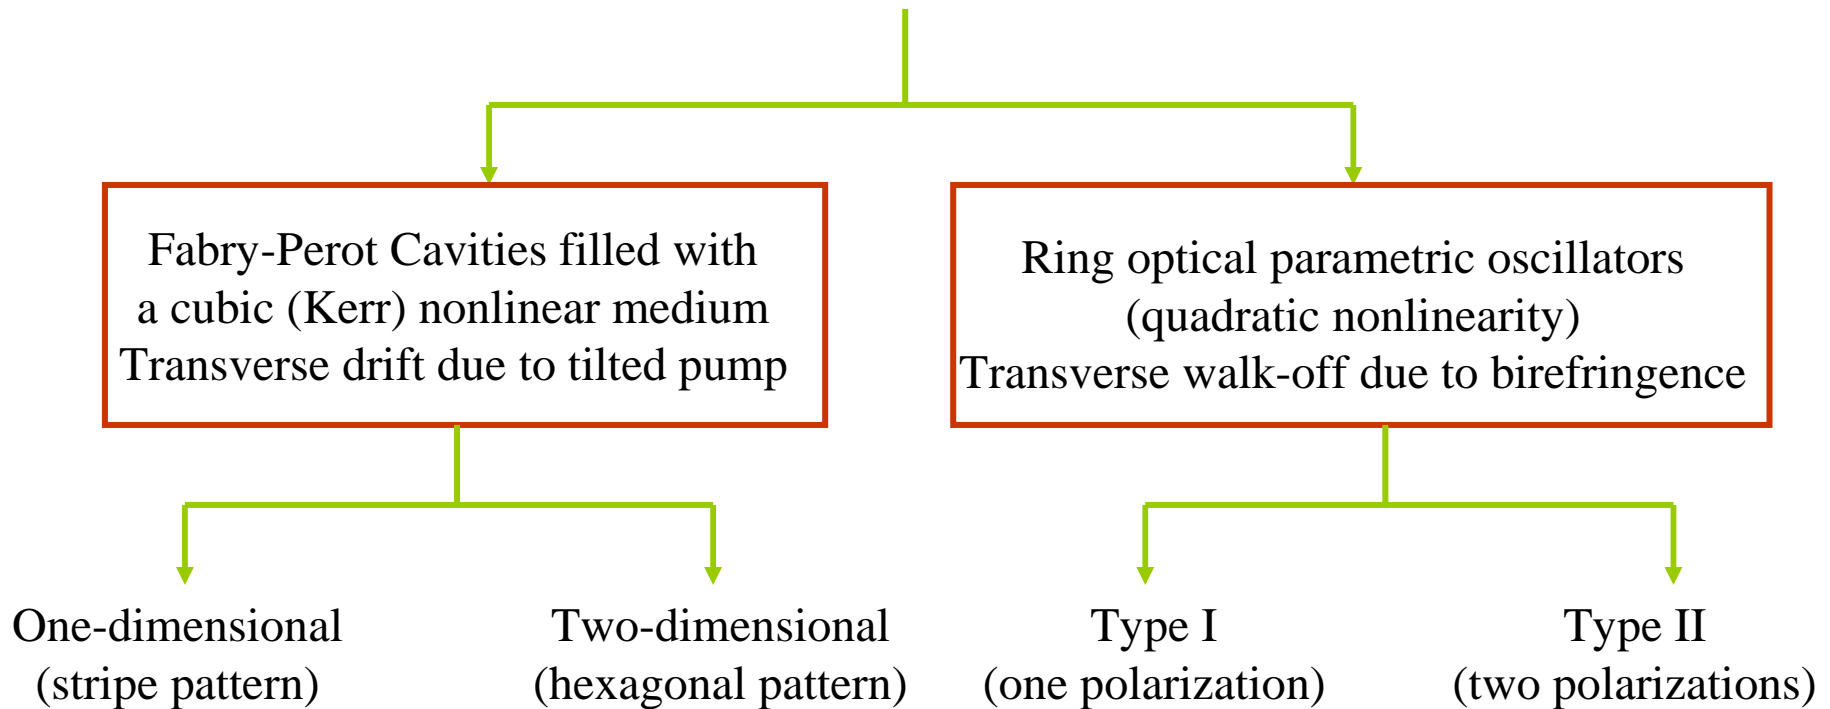 Fabry-Perot Cavities filled with
a cubic (Kerr) nonlinear medium
Transverse drift due to tilted pump
Ring optical parametric oscillators
(quadratic nonlinearity)
Transverse walk-off due to birefringence
One-dimensional
(stripe pattern)
Two-dimensional
(hexagonal pattern)
Type I
(one polarization)
Type II
(two polarizations)